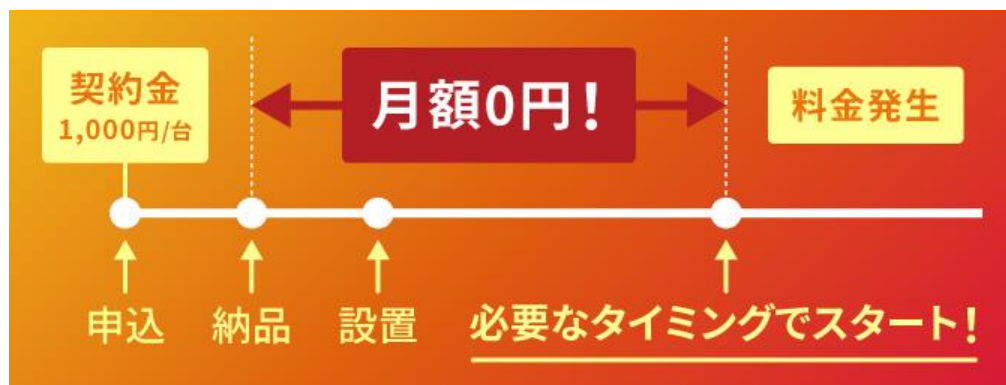 契約金
1,000円/台
月額0円!
料金発生
申込
納品
設置
必要なタイミングでスタート!